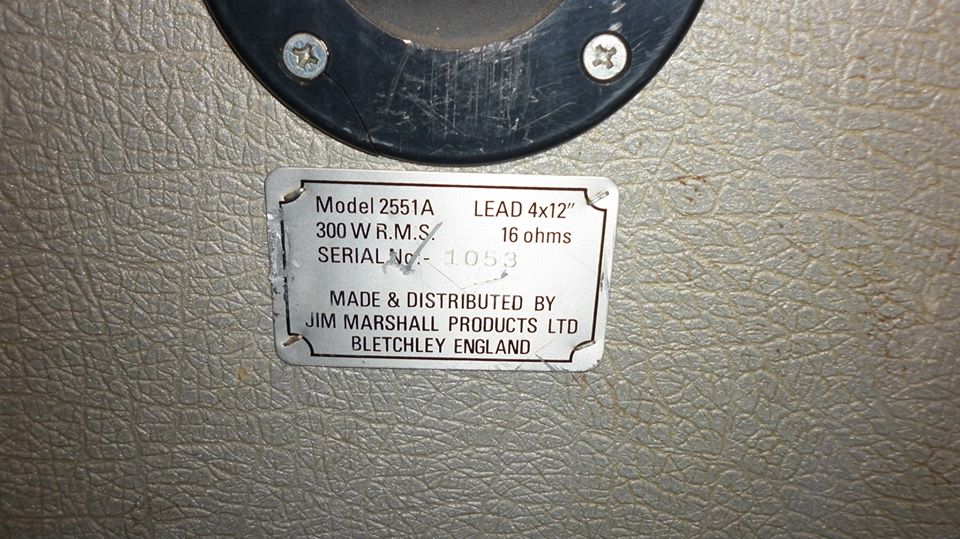 Model 2551A LEAD 4x12"
300 W R.M.S. 16 ohms
SERIAL No.- 1053
MADE & DISTRIBUTED BY
JIM MARSHALL PRODUCTS LTD
BLETCHLEY ENGLAND